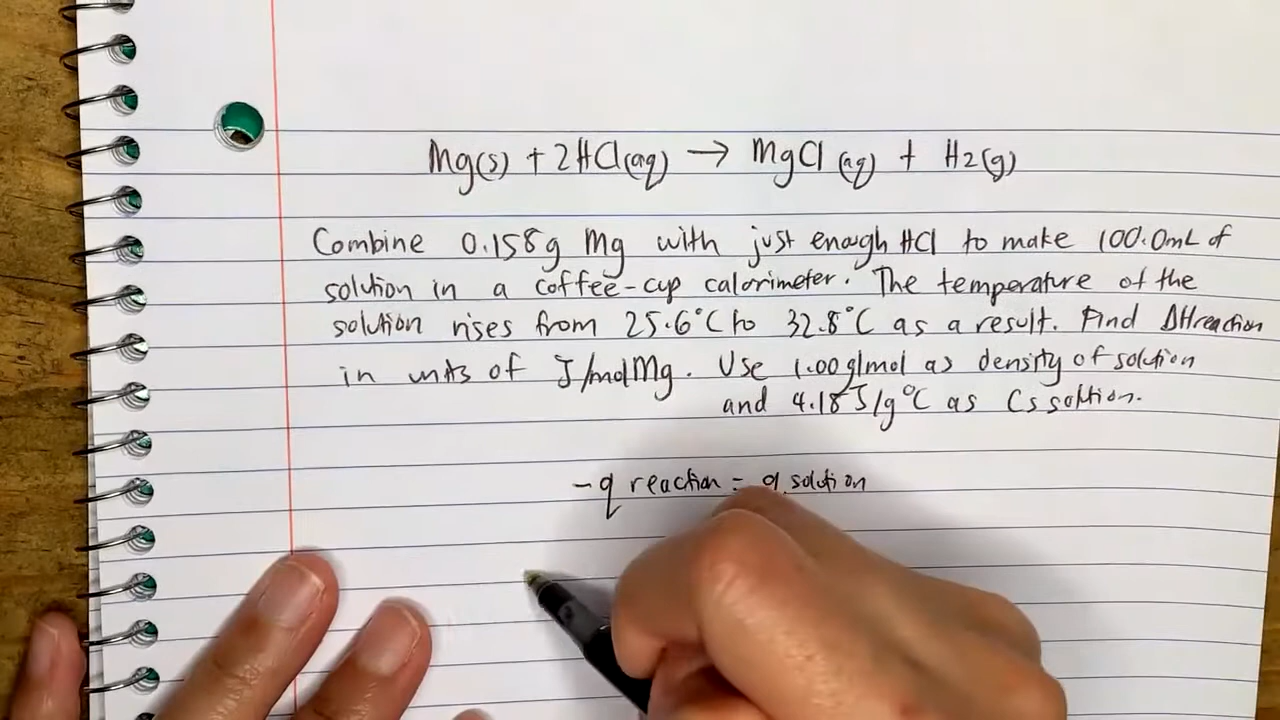 Mg(s) + 2HCl(aq) → MgCl (aq) + H2(g)
Combine 0.158g Mg with just enough HCl to make 100.0mL of
solution in a coffee-cup calorimeter. The temperature of the
solution rises from 25.6°C to 32.8°C as a result. Find ΔHreaction
in units of J/molMg. Use 1.00g/mol as density of solution
and 4.18 J/g°C as Cs soltion.
-q reaction = q solution